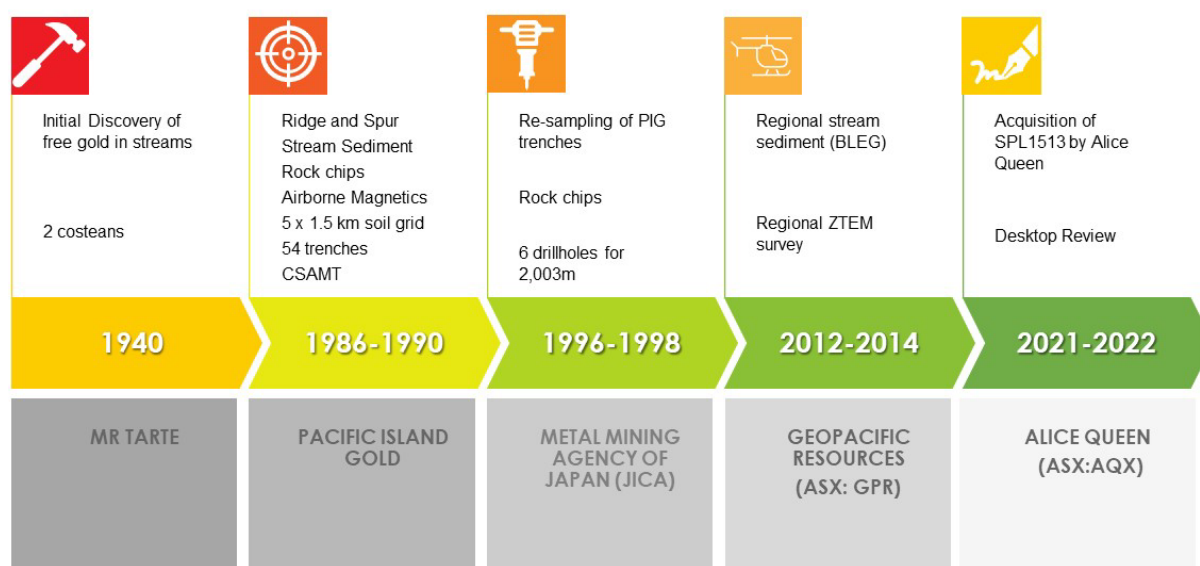 Initial Discovery of
free gold in streams
2 costeans
Ridge and Spur
Stream Sediment
Rock chips
Airborne Magnetics
5 x 1.5 km soil grid
54 trenches
CSAMT
Re-sampling of PIG
trenches
Rock chips
6 drillholes for
2,003m
Regional stream
sediment (BLEG)
Regional ZTEM
survey
Acquisition of
SPL1513 by Alice
Queen
Desktop Review
1940
1986-1990
1996-1998
2012-2014
2021-2022
MR TARTE
PACIFIC ISLAND
GOLD
METAL MINING
AGENCY OF
JAPAN (JICA)
GEOPACIFIC
RESOURCES
(ASX: GPR)
ALICE QUEEN
(ASX:AQX)